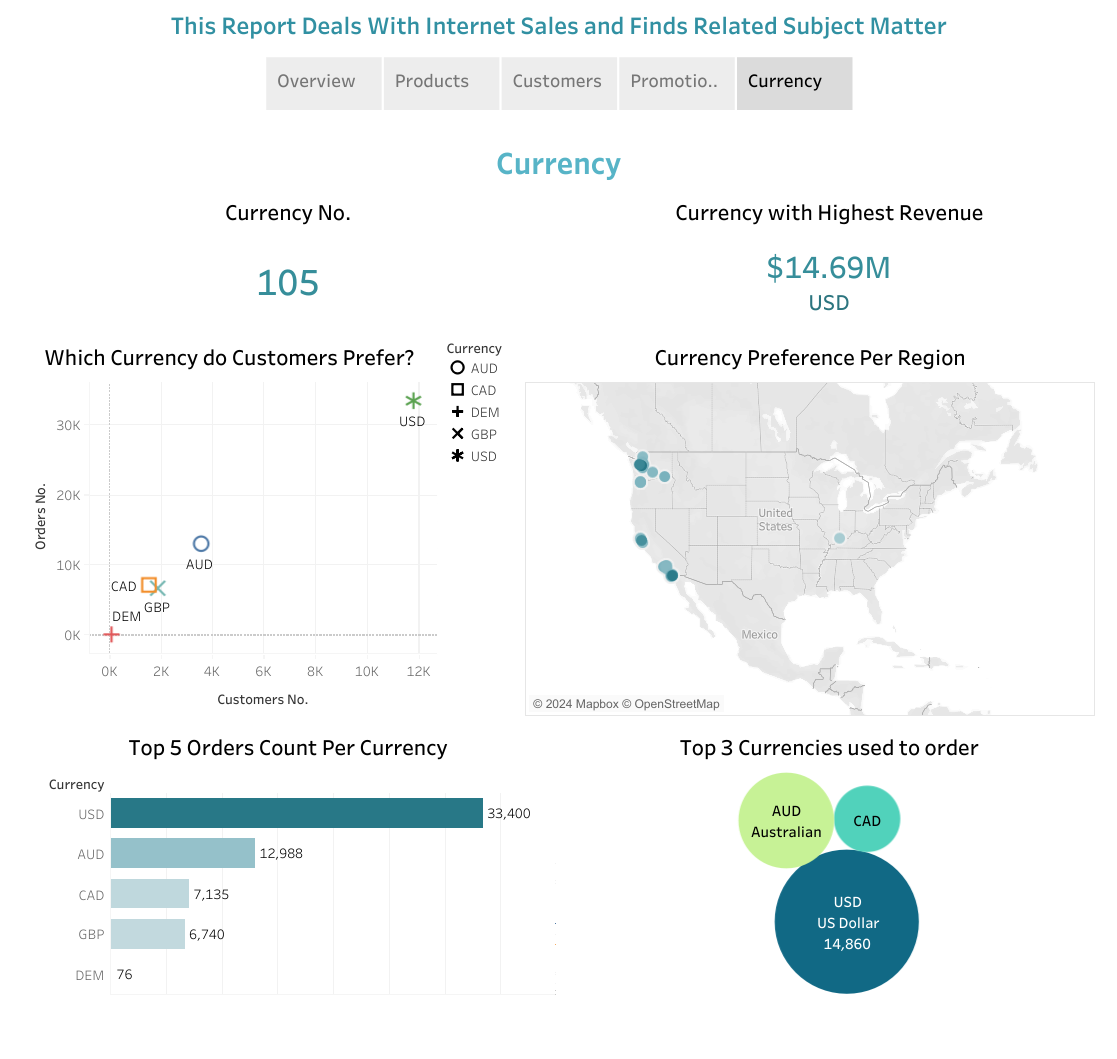 This Report Deals With Internet Sales and Finds Related Subject Matter
Overview
Products
Customers
Promotio..
Currency
Currency
Currency No.
105
Currency with Highest Revenue
$14.69M
USD
Which Currency do Customers Prefer?
Currency
AUD
CAD
DEM
GBP
USD
Orders No.
30K
20K
10K
0K
USD
AUD
CAD
GBP
DEM
0K
2K
4K
6K
8K
10K
12K
Customers No.
Currency Preference Per Region
United
States
Mexico
© 2024 Mapbox © OpenStreetMap
Top 5 Orders Count Per Currency
Currency
USD 33,400
AUD 12,988
CAD 7,135
GBP 6,740
DEM 76
Top 3 Currencies used to order
AUD
Australian
CAD
USD
US Dollar
14,860